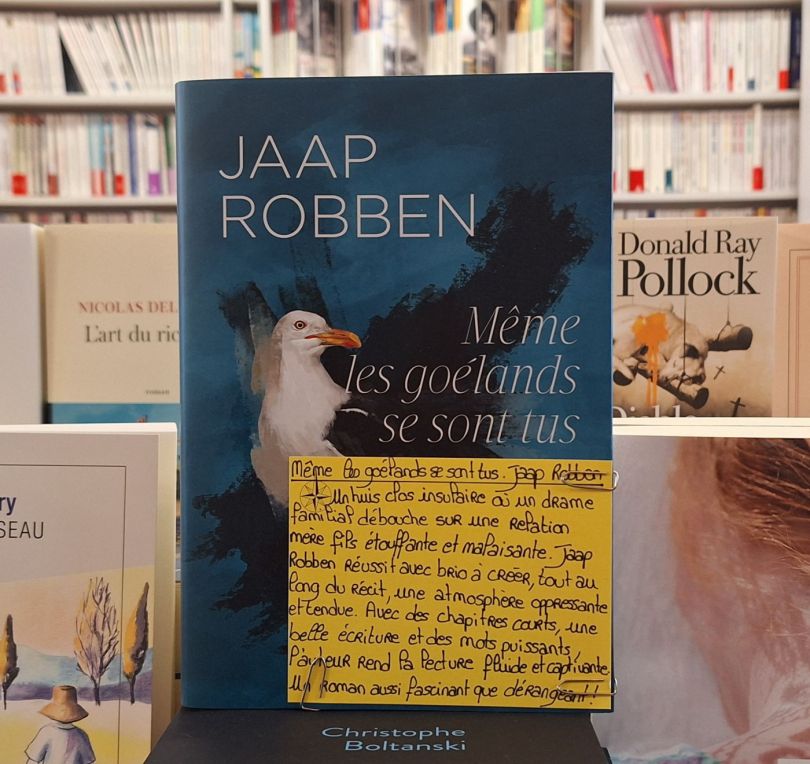 JAAP
ROBBEN
Même
les goélands
se sont tus
Même les goélands se sont tus. Jaap Robben
Un huis clos insulaire où un drame
familial débouche sur une relation
mère fils étouffante et malaisante. Jaap
Robben réussit avec brio à créer, tout au
long du récit, une atmosphère oppressante
et tendue. Avec des chapitres courts, une
belle écriture et des mots puissants,
l'auteur rend la lecture fluide et captivante.
Un roman aussi fascinant que dérangeant!!
NICOLAS DEL
L'art du ric
roman
Donald Ray
Pollock
ry
SEAU
Christophe
Boltanski